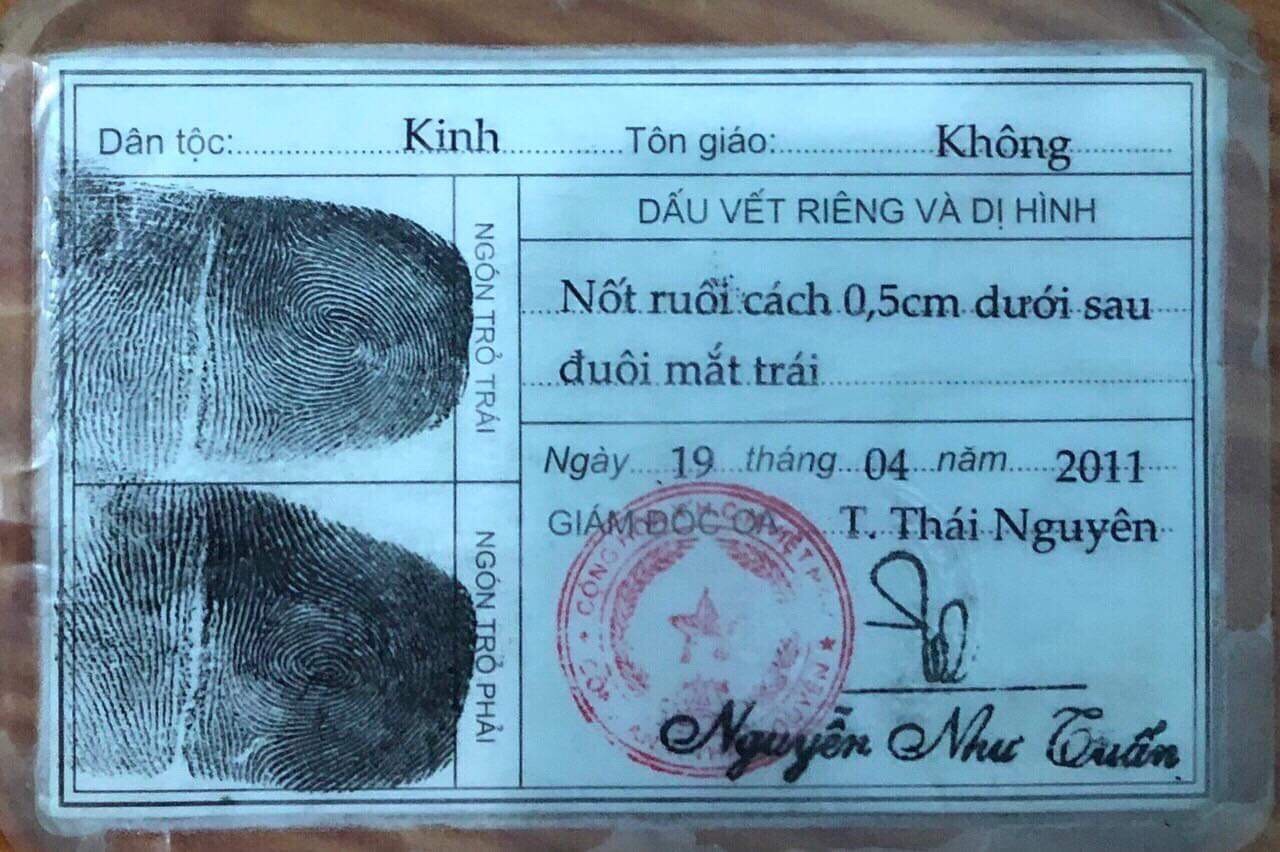 Dân tộc: Kinh Tôn giáo: Không
NGÓN TRỎ TRÁI
NGÓN TRỎ PHẢI
DẤU VẾT RIÊNG VÀ DỊ HÌNH
Nốt ruồi cách 0,5cm dưới sau
đuôi mắt trái
Ngày 19 tháng 04 năm 2011
GIÁM ĐỐC CA T. Thái Nguyên
Nguyễn Như Tuấn